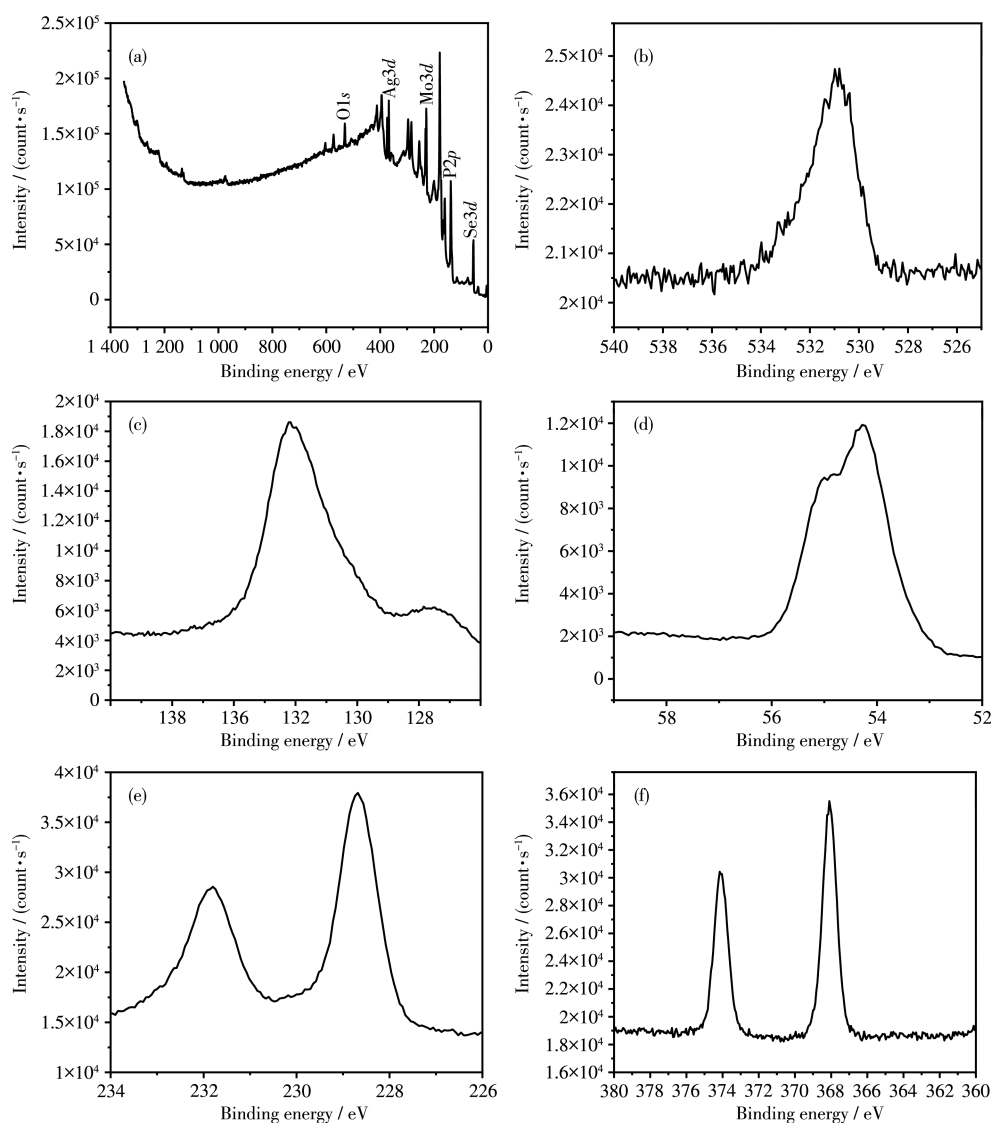 (a)
2.5×10⁵
2×10⁵
1.5×10⁵
1×10⁵
5×10⁴
0
Intensity / (count·s⁻¹)
O1s
Ag3d
Mo3d
P2p
Se3d
1 400 1 200 1 000 800 600 400 200 0
Binding energy / eV
(b)
2.5×10⁴
2.4×10⁴
2.3×10⁴
2.2×10⁴
2.1×10⁴
2×10⁴
Intensity / (count·s⁻¹)
540 538 536 534 532 530 528 526
Binding energy / eV
(c)
2×10⁴
1.8×10⁴
1.6×10⁴
1.4×10⁴
1.2×10⁴
1×10⁴
8×10³
6×10³
4×10³
2×10³
0
Intensity / (count·s⁻¹)
138 136 134 132 130 128
Binding energy / eV
(d)
1.2×10⁴
1×10⁴
8×10³
6×10³
4×10³
2×10³
0
Intensity / (count·s⁻¹)
58 56 54 52
Binding energy / eV
(e)
4×10⁴
3×10⁴
2.5×10⁴
2×10⁴
1.5×10⁴
1×10⁴
Intensity / (count·s⁻¹)
234 232 230 228 226
Binding energy / eV
(f)
3.6×10⁴
3.4×10⁴
3.2×10⁴
3×10⁴
2.8×10⁴
2.6×10⁴
2.4×10⁴
2.2×10⁴
2×10⁴
1.8×10⁴
1.6×10⁴
Intensity / (count·s⁻¹)
380 378 376 374 372 370 368 366 364 362 360
Binding energy / eV